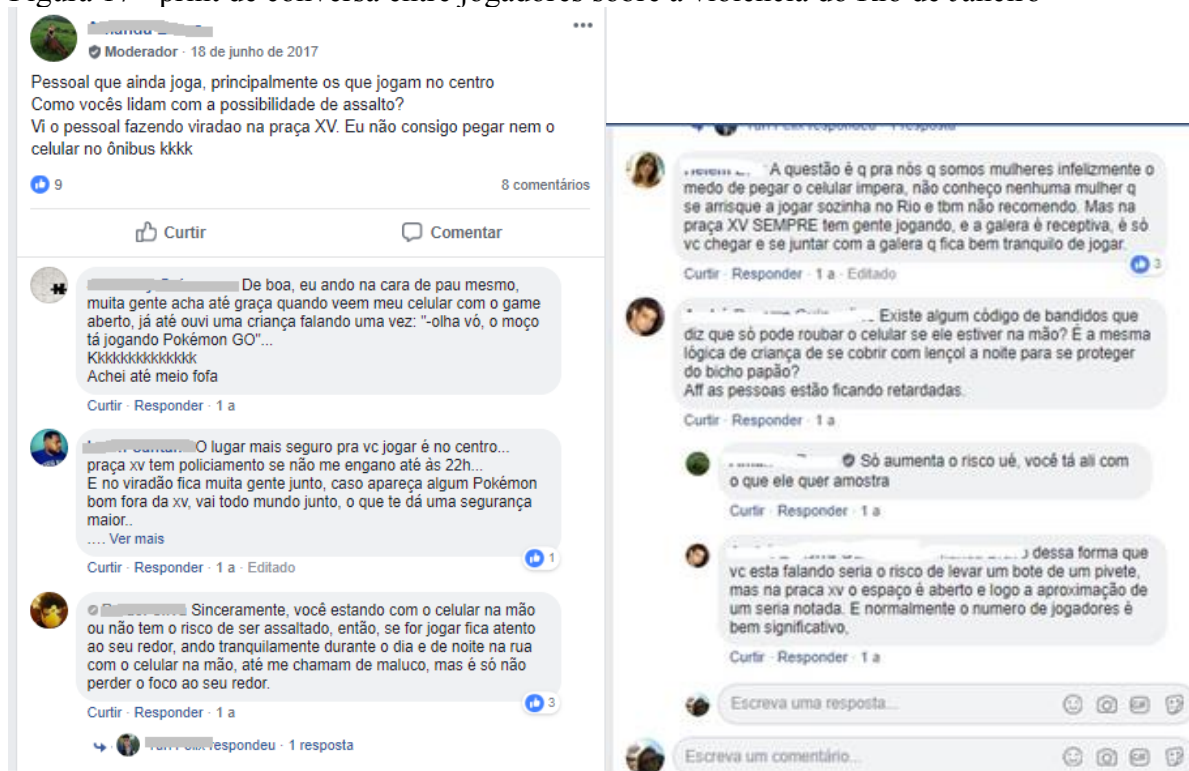 Figura 17 - print de conversa entre jogadores sobre a violência do Rio de Janeiro
Moderador · 18 de junho de 2017
Pessoal que ainda joga, principalmente os que jogam no centro
Como vocês lidam com a possibilidade de assalto?
Vi o pessoal fazendo viradao na praça XV. Eu não consigo pegar nem o
celular no ônibus kkkk
9
8 comentários
Curtir
Comentar
De boa, eu ando na cara de pau mesmo,
muita gente acha até graça quando veem meu celular com o game
aberto, já até ouvi uma criança falando uma vez: "-olha vó, o moço
tá jogando Pokémon GO"...
Kkkkkkkkkkkkk
Achei até meio fofa
Curtir · Responder · 1 a
O lugar mais seguro pra vc jogar é no centro...
praça xv tem policiamento se não me engano até às 22h...
E no viradão fica muita gente junto, caso apareça algum Pokémon
bom fora da xv, vai todo mundo junto, o que te dá uma segurança
maior..
.... Ver mais
1
Curtir · Responder · 1 a · Editado
Sinceramente, você estando com o celular na mão
ou não tem o risco de ser assaltado, então, se for jogar fica atento
ao seu redor, ando tranquilamente durante o dia e de noite na rua
com o celular na mão, até me chamam de maluco, mas é só não
perder o foco ao seu redor.
3
Curtir · Responder · 1 a
respondeu · 1 resposta
respondeu · 1 resposta
A questão é q pra nós q somos mulheres infelizmente o
medo de pegar o celular impera, não conheço nenhuma mulher q
se arrisque a jogar sozinha no Rio e tbm não recomendo. Mas na
praça XV SEMPRE tem gente jogando, e a galera é receptiva, é só
vc chegar e se juntar com a galera q fica bem tranquilo de jogar.
3
Curtir · Responder · 1 a · Editado
Existe algum código de bandidos que
diz que só pode roubar o celular se ele estiver na mão? É a mesma
lógica de criança de se cobrir com lençol a noite para se proteger
do bicho papão?
Aff as pessoas estão ficando retardadas.
Curtir · Responder · 1 a
Só aumenta o risco ué, você tá ali com
o que ele quer amostra
Curtir · Responder · 1 a
dessa forma que
vc esta falando seria o risco de levar um bote de um pivete,
mas na praca xv o espaço é aberto e logo a aproximação de
um seria notada. E normalmente o numero de jogadores é
bem significativo,
Curtir · Responder · 1 a
Escreva uma resposta...
Escreva um comentário...